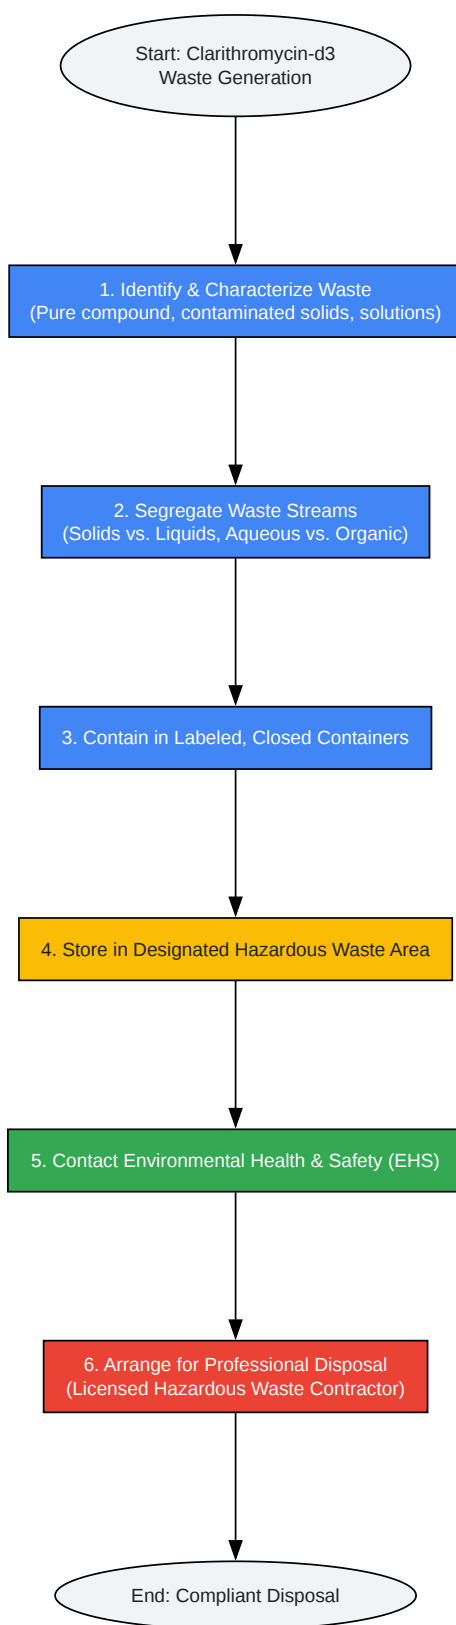 Start: Clarithromycin-d3
Waste Generation
1. Identify & Characterize Waste
(Pure compound, contaminated solids, solutions)
2. Segregate Waste Streams
(Solids vs. Liquids, Aqueous vs. Organic)
3. Contain in Labeled, Closed Containers
4. Store in Designated Hazardous Waste Area
5. Contact Environmental Health & Safety (EHS)
6. Arrange for Professional Disposal
(Licensed Hazardous Waste Contractor)
End: Compliant Disposal